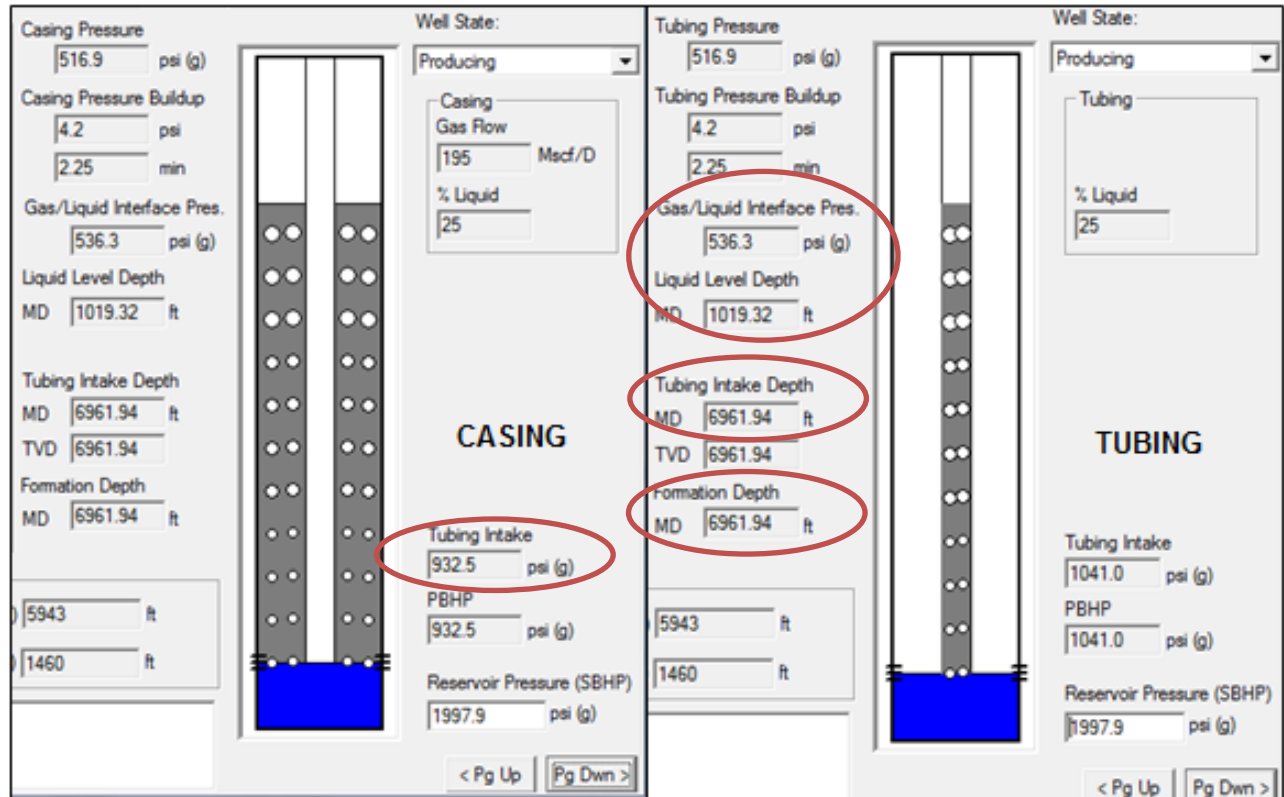 Casing Pressure
516.9 psi (g)
Casing Pressure Buildup
4.2 psi
2.25 min
Gas/Liquid Interface Pres.
536.3 psi (g)
Liquid Level Depth
MD 1019.32 ft
Tubing Intake Depth
MD 6961.94 ft
TVD 6961.94
Formation Depth
MD 6961.94 ft
5943 ft
1460 ft
Well State:
Producing
Casing
Gas Flow
195 Mscf/D
% Liquid
25
CASING
Tubing Intake
932.5 psi (g)
PBHP
932.5 psi (g)
Reservoir Pressure (SBHP)
1997.9 psi (g)
< Pg Up Pg Dwn >
Tubing Pressure
516.9 psi (g)
Tubing Pressure Buildup
4.2 psi
2.25 min
Gas/Liquid Interface Pres.
536.3 psi (g)
Liquid Level Depth
MD 1019.32 ft
Tubing Intake Depth
MD 6961.94 ft
TVD 6961.94
Formation Depth
MD 6961.94 ft
5943 ft
1460 ft
Well State:
Producing
Tubing
% Liquid
25
TUBING
Tubing Intake
1041.0 psi (g)
PBHP
1041.0 psi (g)
Reservoir Pressure (SBHP)
1997.9 psi (g)
< Pg Up Pg Dwn >